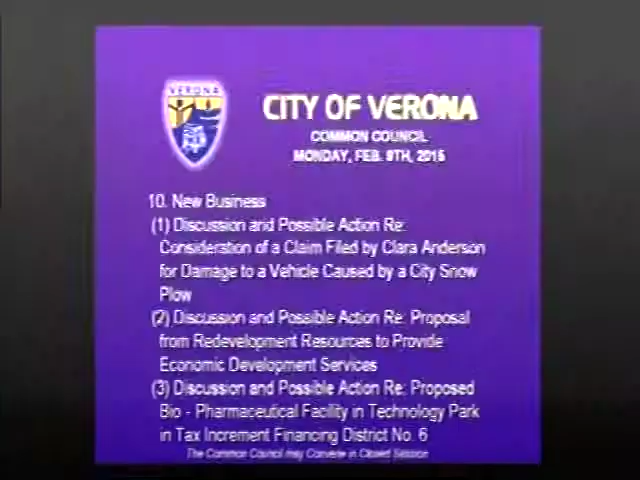 VERONA
CITY OF VERONA
COMMON COUNCIL
MONDAY, FEB. 9TH, 2015
10. New Business
(1) Discussion and Possible Action Re:
Consideration of a Claim Filed by Clara Anderson
for Damage to a Vehicle Caused by a City Snow
Plow
(2) Discussion and Possible Action Re: Proposal
from Redevelopment Resources to Provide
Economic Development Services
(3) Discussion and Possible Action Re: Proposed
Bio - Pharmaceutical Facility in Technology Park
in Tax Increment Financing District No. 6
The Common Council may Convene in Closed Session